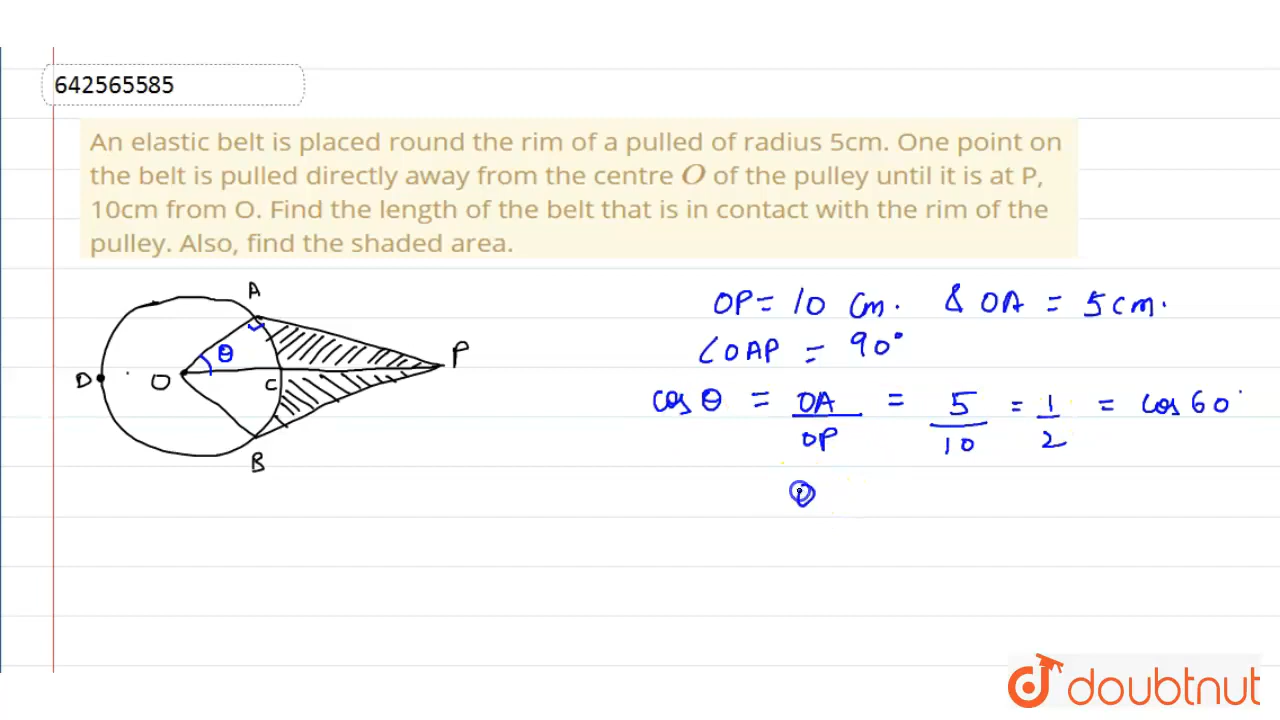 642565585
An elastic belt is placed round the rim of a pulled of radius 5cm. One point on
the belt is pulled directly away from the centre O of the pulley until it is at P,
10cm from O. Find the length of the belt that is in contact with the rim of the
pulley. Also, find the shaded area.
A
θ
P
D
O
C
B
OP = 10 Cm. & OA = 5 cm.
∠OAP = 90°
cos θ = OA/OP = 5/10 = 1/2 = cos 60°
doubtnut